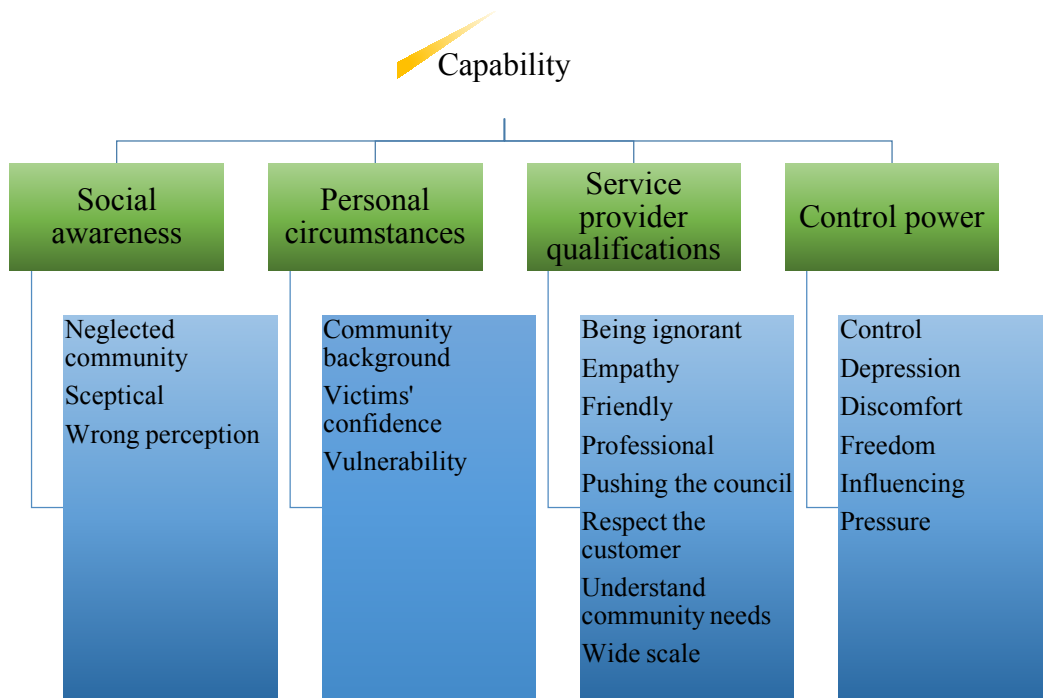 Capability
Social
awareness
Neglected
community
Sceptical
Wrong perception
Personal
circumstances
Community
background
Victims'
confidence
Vulnerability
Service
provider
qualifications
Being ignorant
Empathy
Friendly
Professional
Pushing the council
Respect the
customer
Understand
community needs
Wide scale
Control power
Control
Depression
Discomfort
Freedom
Influencing
Pressure